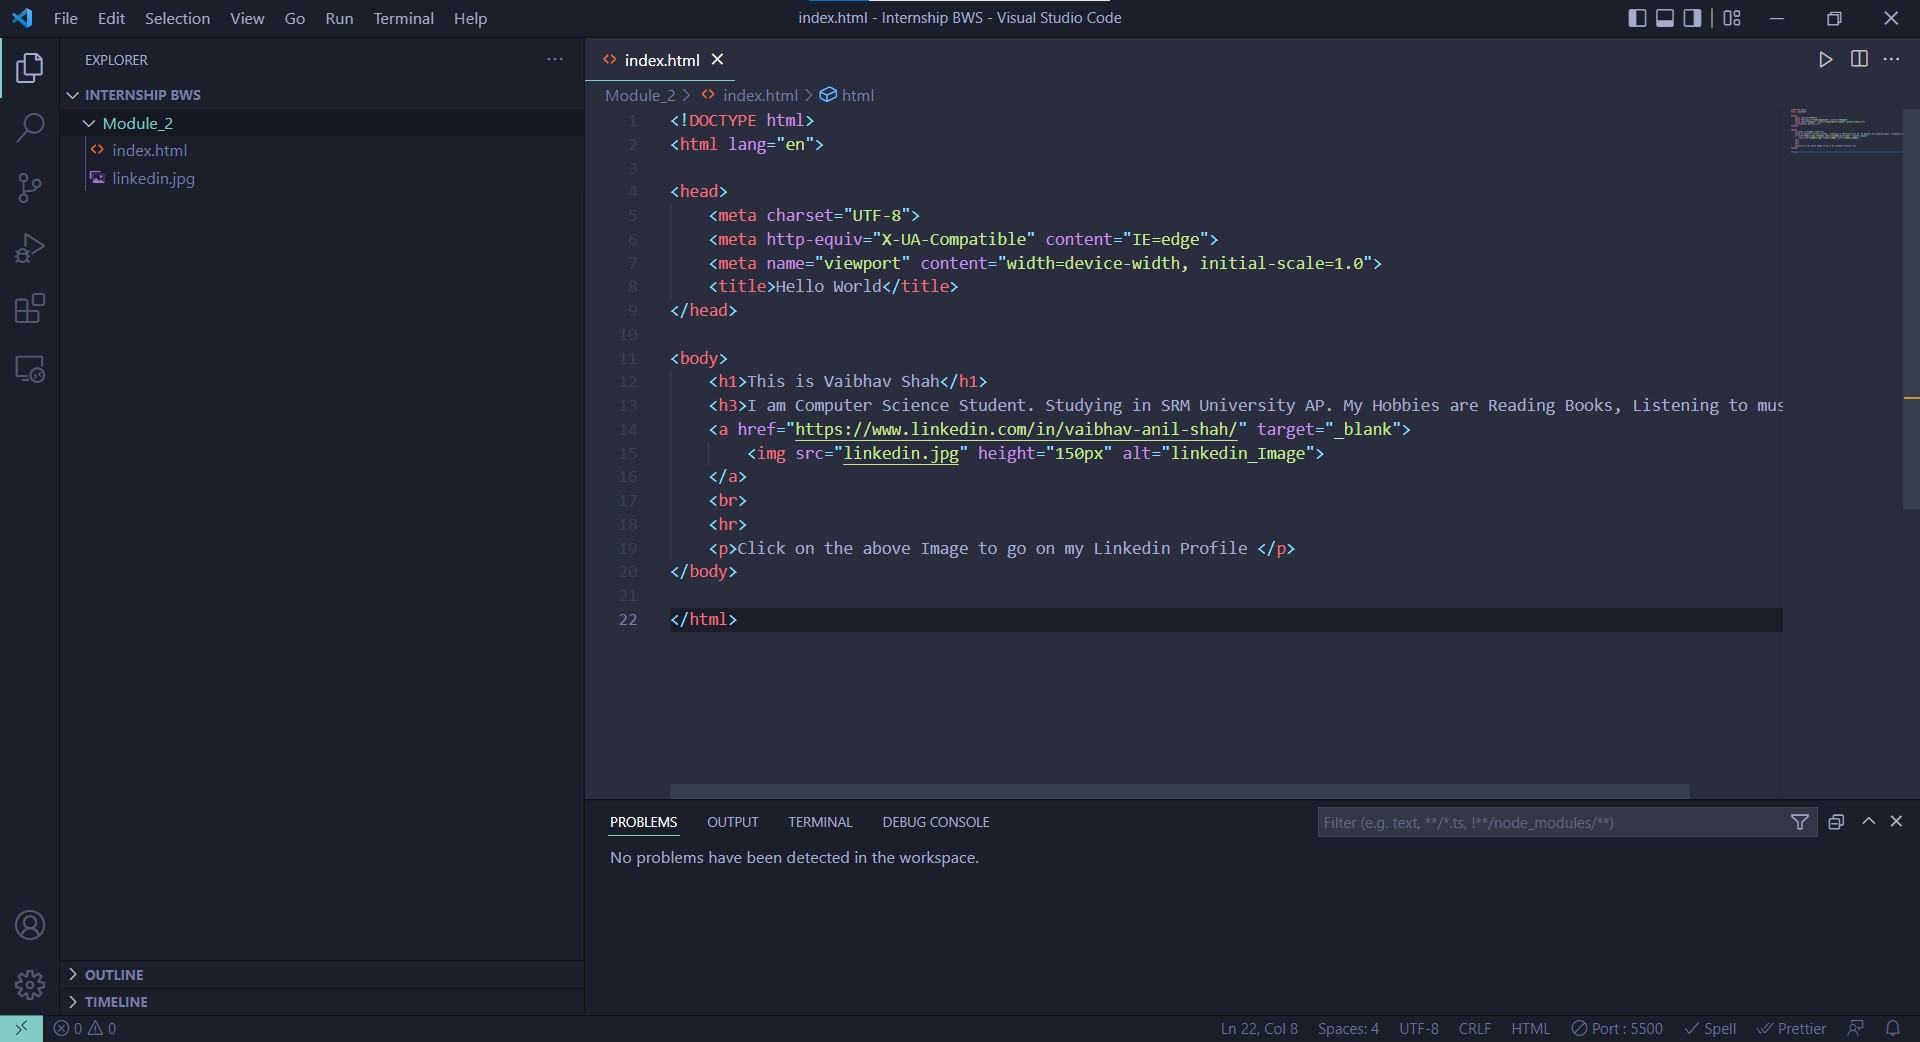 File Edit Selection View Go Run Terminal Help
index.html - Internship BWS - Visual Studio Code
EXPLORER
INTERNSHIP BWS
Module_2
index.html
linkedin.jpg
OUTLINE
TIMELINE
index.html
Module_2 > index.html > html
1 <!DOCTYPE html>
2 <html lang="en">
3
4 <head>
5 <meta charset="UTF-8">
6 <meta http-equiv="X-UA-Compatible" content="IE=edge">
7 <meta name="viewport" content="width=device-width, initial-scale=1.0">
8 <title>Hello World</title>
9 </head>
10
11 <body>
12 <h1>This is Vaibhav Shah</h1>
13 <h3>I am Computer Science Student. Studying in SRM University AP. My Hobbies are Reading Books, Listening to mus
14 <a href="https://www.linkedin.com/in/vaibhav-anil-shah/" target="_blank">
15 <img src="linkedin.jpg" height="150px" alt="linkedin_Image">
16 </a>
17 <br>
18 <hr>
19 <p>Click on the above Image to go on my Linkedin Profile </p>
20 </body>
21
22 </html>
PROBLEMS OUTPUT TERMINAL DEBUG CONSOLE
Filter (e.g. text, **/*.ts, !**/node_modules/**)
No problems have been detected in the workspace.
0 0
Ln 22, Col 8 Spaces: 4 UTF-8 CRLF HTML Port : 5500 Spell Prettier